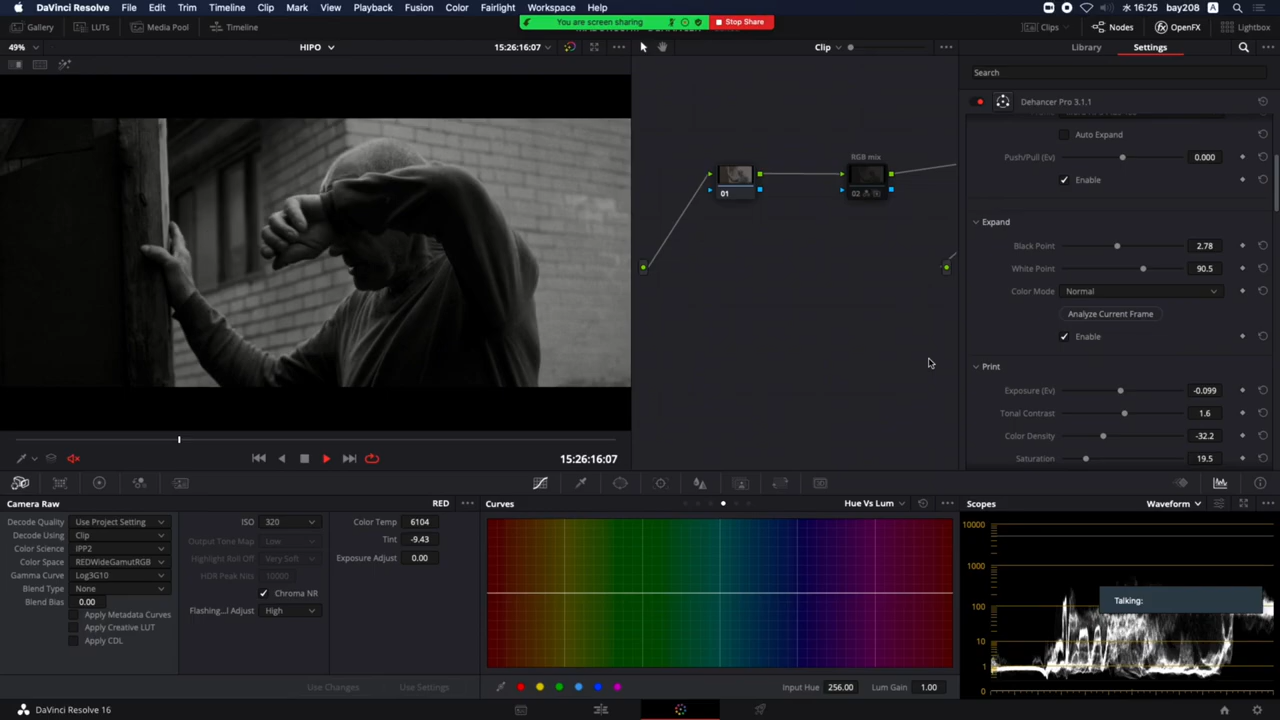 DaVinci Resolve File Edit Trim Timeline Clip Mark View Playback Fusion Color Fairlight Workspace Help 水 16:25 bay208 A
You are screen sharing Stop Share
Gallery LUTs Media Pool Timeline Clips Nodes OpenFX Lightbox
49% HIPO 15:26:16:07 Clip Library Settings
Search
Dehancer Pro 3.1.1
Auto Expand
Push/Pull (Ev) 0.000
Enable
RGB mix
01
02
Expand
Black Point 2.78
White Point 90.5
Color Mode Normal
Analyze Current Frame
Enable
Print
Exposure (Ev) -0.099
Tonal Contrast 1.6
Color Density -32.2
Saturation 19.5
15:26:16:07
Camera Raw RED
Decode Quality Use Project Setting
Decode Using Clip
Color Science IPP2
Color Space REDWideGamutRGB
Gamma Curve Log3G10
Blend Type None
Blend Bias 0.00
Apply Metadata Curves
Apply Creative LUT
Apply CDL
ISO 320
Output Tone Map Low
Highlight Roll Off Very Soft
HDR Peak Nits 10000
Chroma NR
Flashing...l Adjust High
Color Temp 6104
Tint -9.43
Exposure Adjust 0.00
Use Changes Use Settings
Curves Hue Vs Lum
Input Hue 256.00 Lum Gain 1.00
Scopes Waveform
10000
1000
100
10
1
0
Talking:
DaVinci Resolve 16